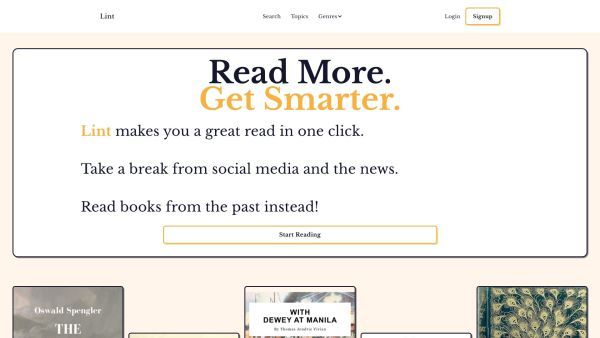 Lint
Search Topics Genres
Login Signup
Read More.
Get Smarter.
Lint makes you a great read in one click.
Take a break from social media and the news.
Read books from the past instead!
Start Reading
Oswald Spengler
THE
WITH
DEWEY AT MANILA
By Thomas Jondrie Vivian